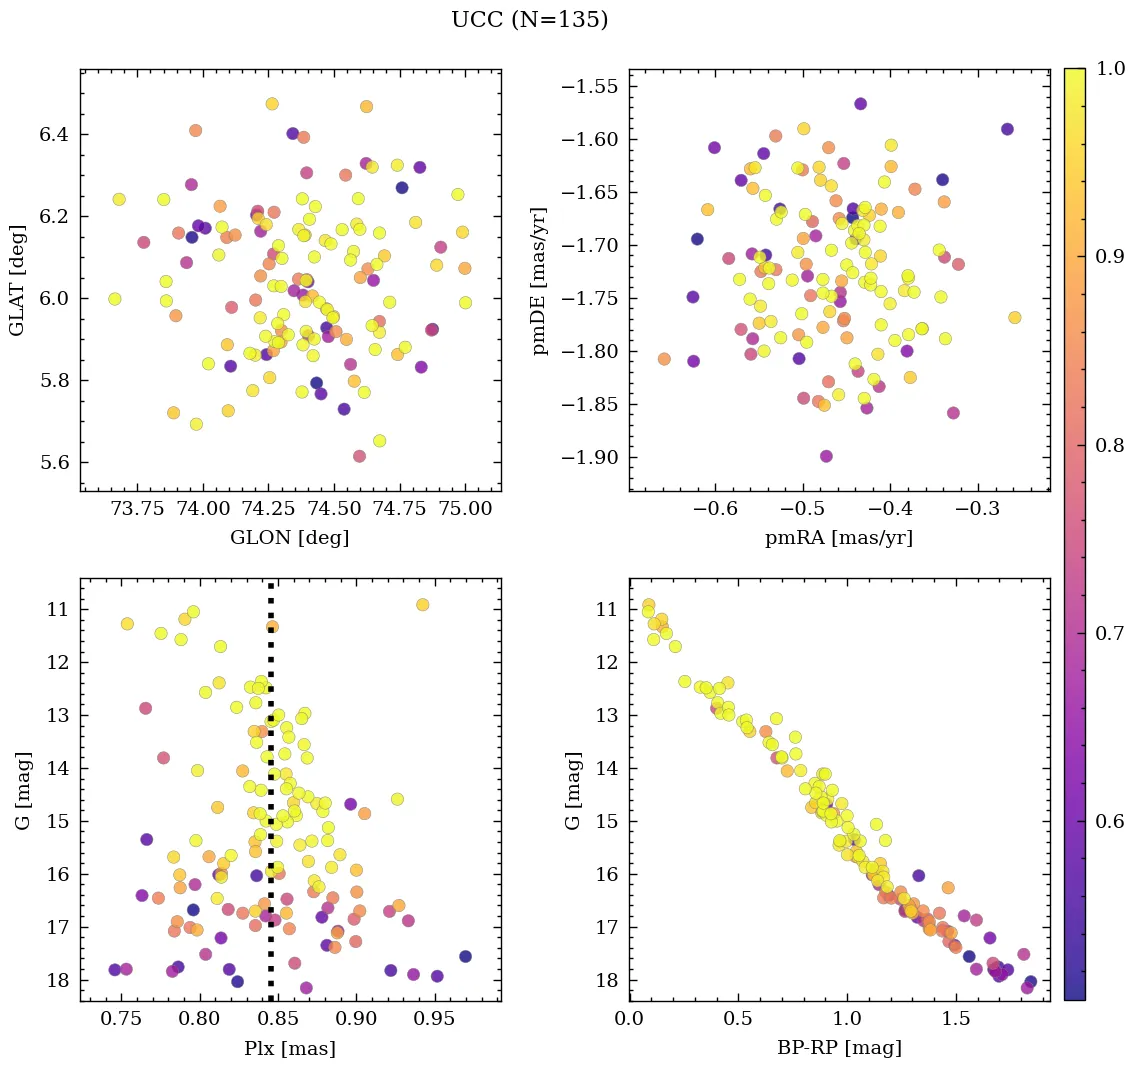 UCC (N=135)
6.4
6.2
6.0
5.8
5.6
GLAT [deg]
73.75 74.00 74.25 74.50 74.75 75.00
GLON [deg]
−1.55
−1.60
−1.65
−1.70
−1.75
−1.80
−1.85
−1.90
pmDE [mas/yr]
−0.6 −0.5 −0.4 −0.3
pmRA [mas/yr]
1.0
0.9
0.8
0.7
0.6
11
12
13
14
15
16
17
18
G [mag]
0.75 0.80 0.85 0.90 0.95
Plx [mas]
11
12
13
14
15
16
17
18
G [mag]
0.0 0.5 1.0 1.5
BP-RP [mag]